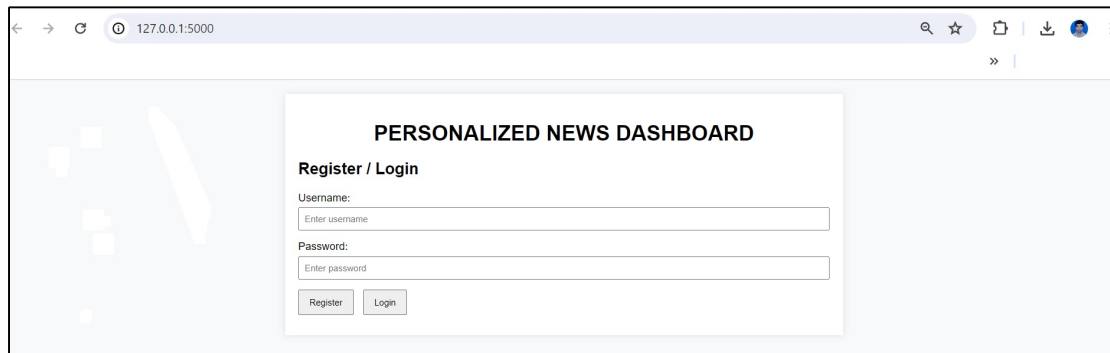 127.0.0.1:5000
PERSONALIZED NEWS DASHBOARD
Register / Login
Username:
Enter username
Password:
Enter password
Register Login